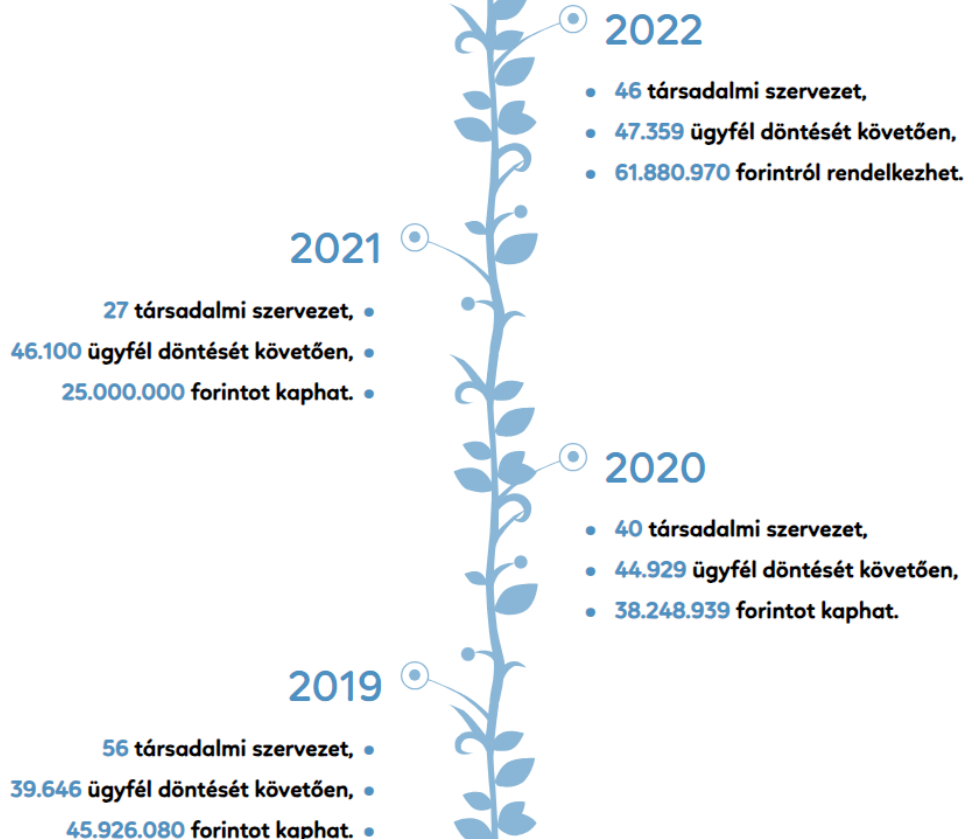 2022
46 társadalmi szervezet,
47.359 ügyfél döntését követően,
61.880.970 forintról rendelkezhet.
2021
27 társadalmi szervezet,
46.100 ügyfél döntését követően,
25.000.000 forintot kaphat.
2020
40 társadalmi szervezet,
44.929 ügyfél döntését követően,
38.248.939 forintot kaphat.
2019
56 társadalmi szervezet,
39.646 ügyfél döntését követően,
45.926.080 forintot kaphat.